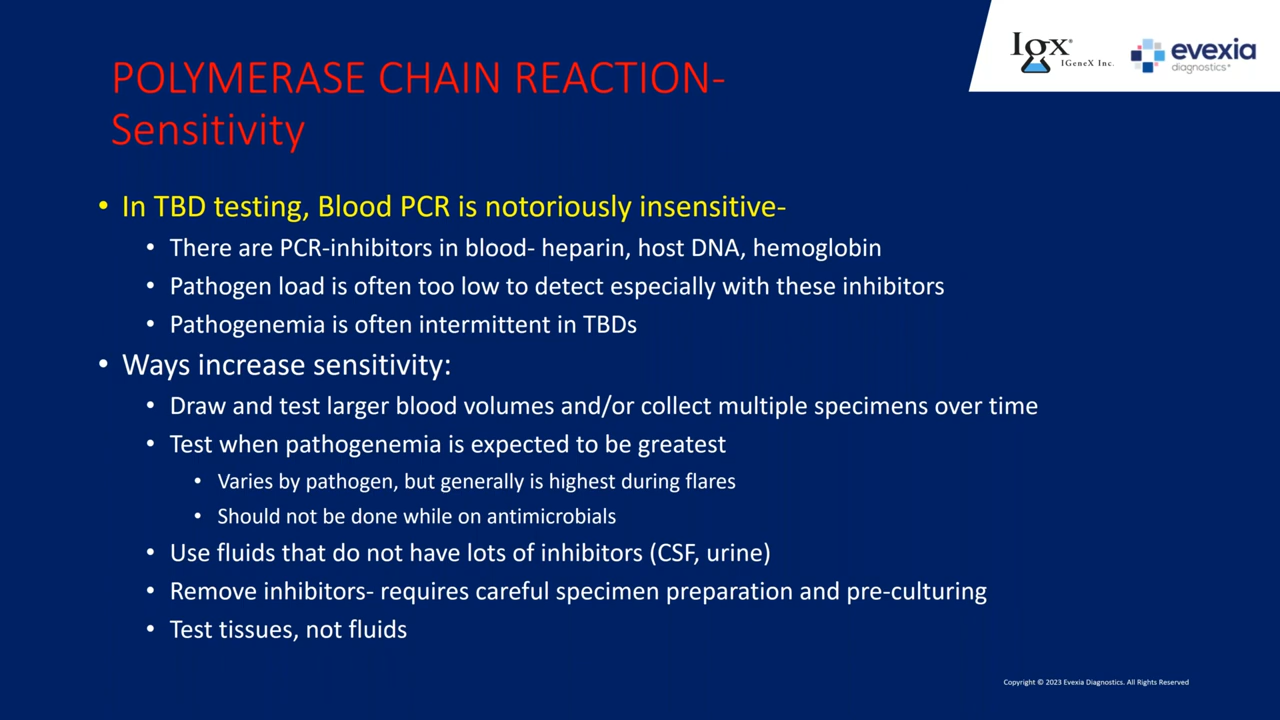 Igx®
IGeneX Inc.
evexia
diagnostics+
POLYMERASE CHAIN REACTION-
Sensitivity
• In TBD testing, Blood PCR is notoriously insensitive-
• There are PCR-inhibitors in blood- heparin, host DNA, hemoglobin
• Pathogen load is often too low to detect especially with these inhibitors
• Pathogenemia is often intermittent in TBDs
• Ways increase sensitivity:
• Draw and test larger blood volumes and/or collect multiple specimens over time
• Test when pathogenemia is expected to be greatest
• Varies by pathogen, but generally is highest during flares
• Should not be done while on antimicrobials
• Use fluids that do not have lots of inhibitors (CSF, urine)
• Remove inhibitors- requires careful specimen preparation and pre-culturing
• Test tissues, not fluids
Copyright © 2023 Evexia Diagnostics. All Rights Reserved